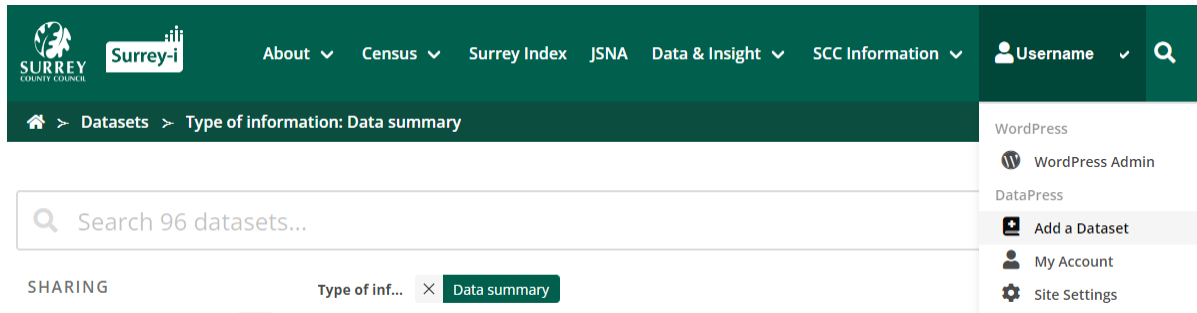 SURREY
COUNTY COUNCIL
Surrey-i
About Census Surrey Index JSNA Data & Insight SCC Information Username
Datasets > Type of information: Data summary
WordPress
WordPress Admin
DataPress
Search 96 datasets...
Add a Dataset
My Account
SHARING Type of inf... × Data summary
Site Settings